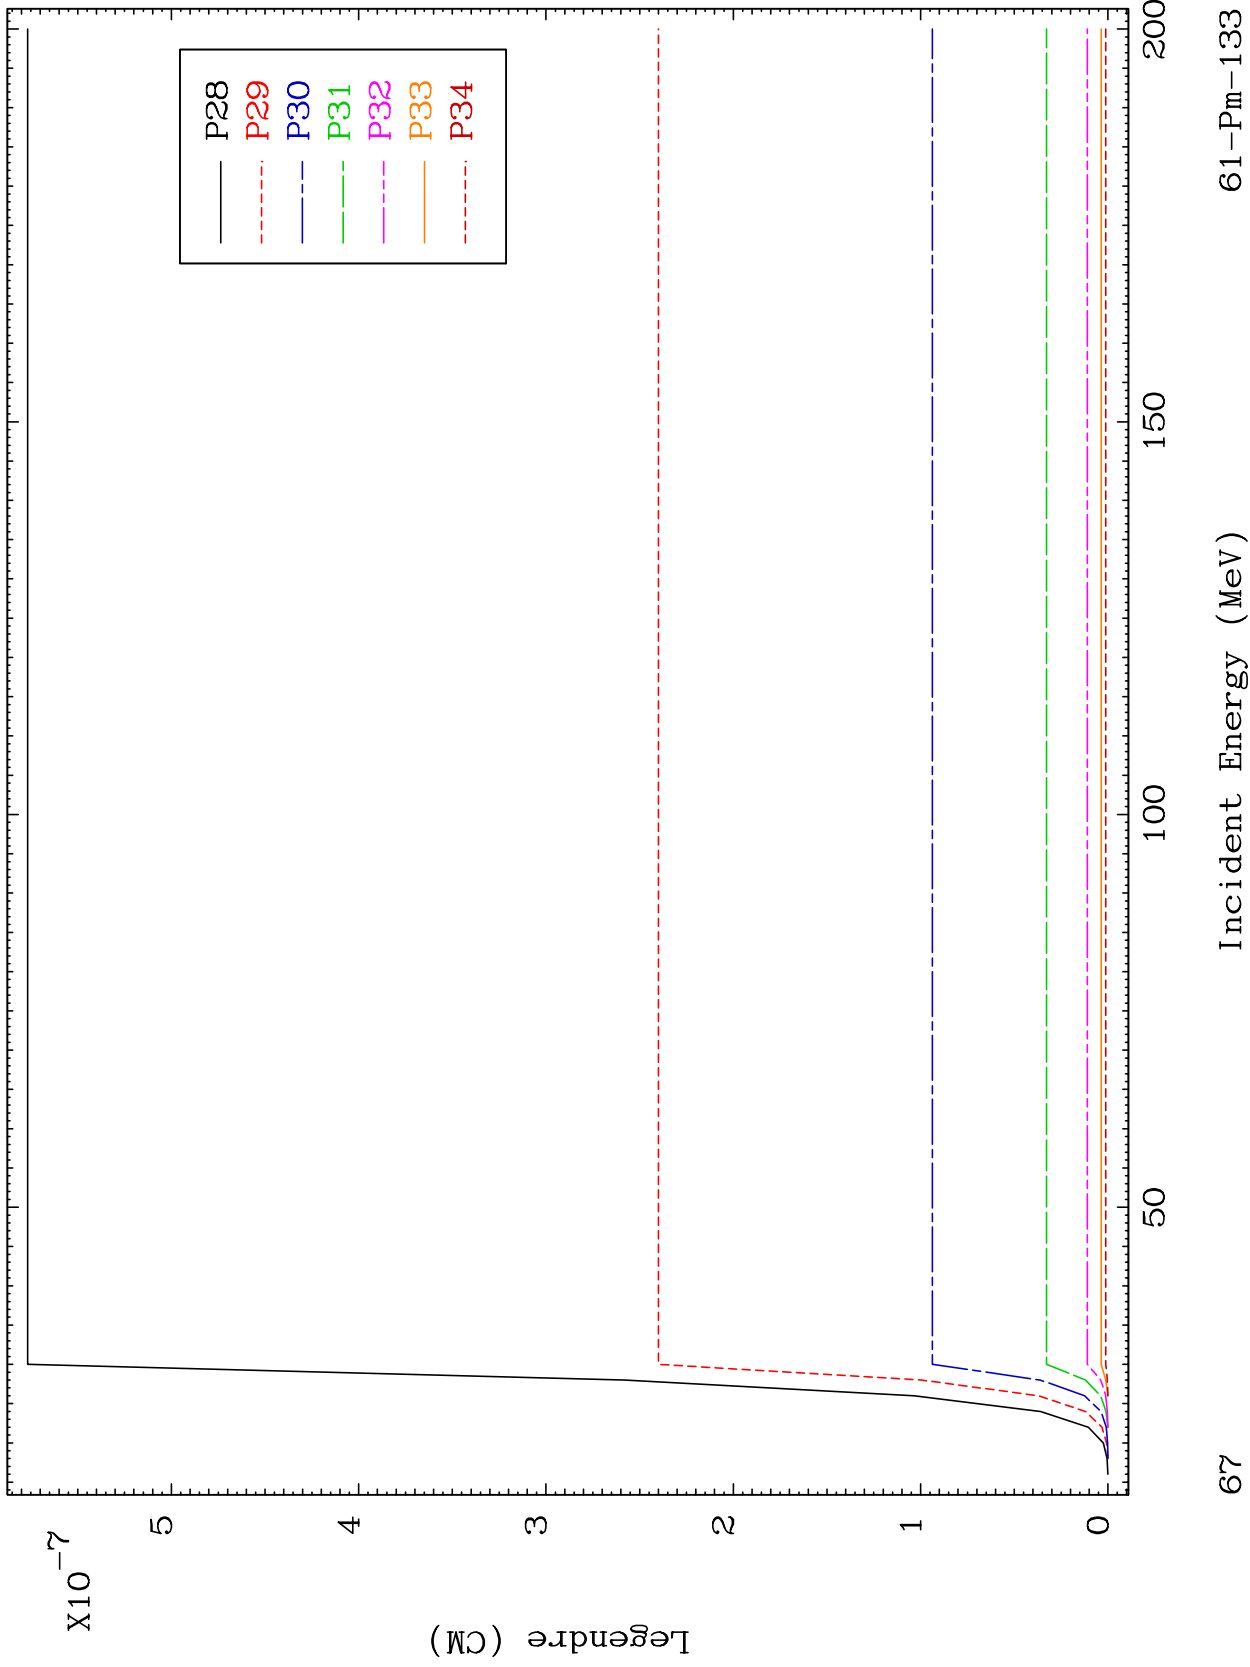 X10-7
5
4
3
2
1
0
Legendre (CM)
P28
P29
P30
P31
P32
P33
P34
50
100
150
200
67
Incident Energy (MeV)
61-Pm-133